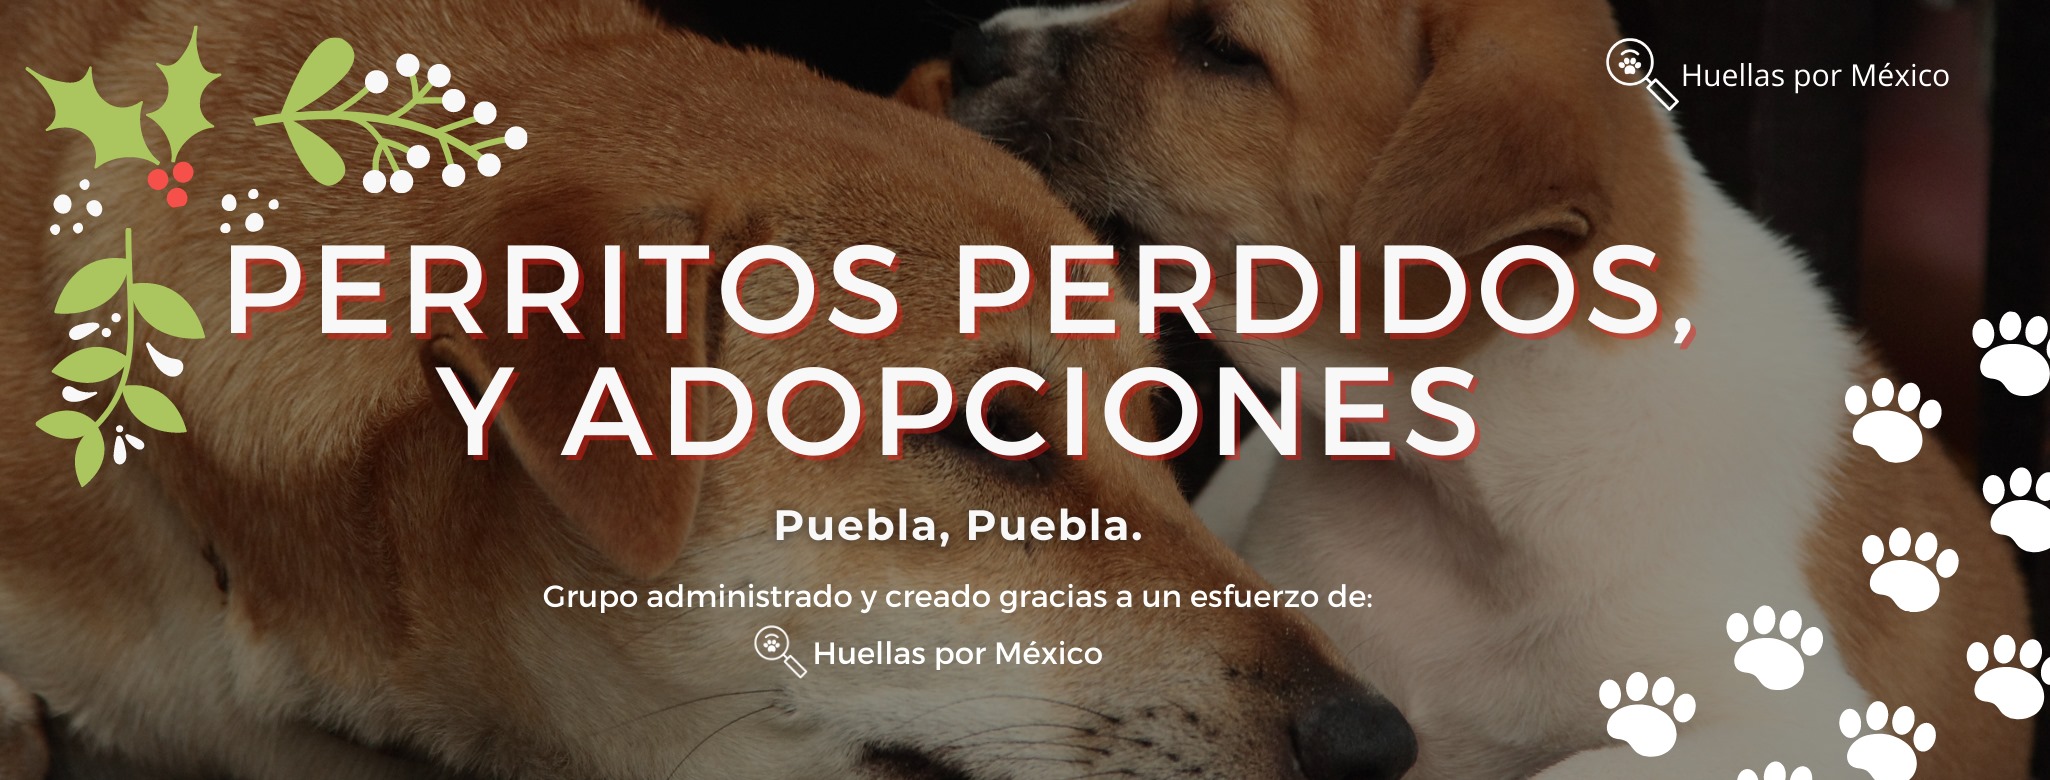 Huellas por México
PERRITOS PERDIDOS,
Y ADOPCIONES
Puebla, Puebla.
Grupo administrado y creado gracias a un esfuerzo de:
Huellas por México